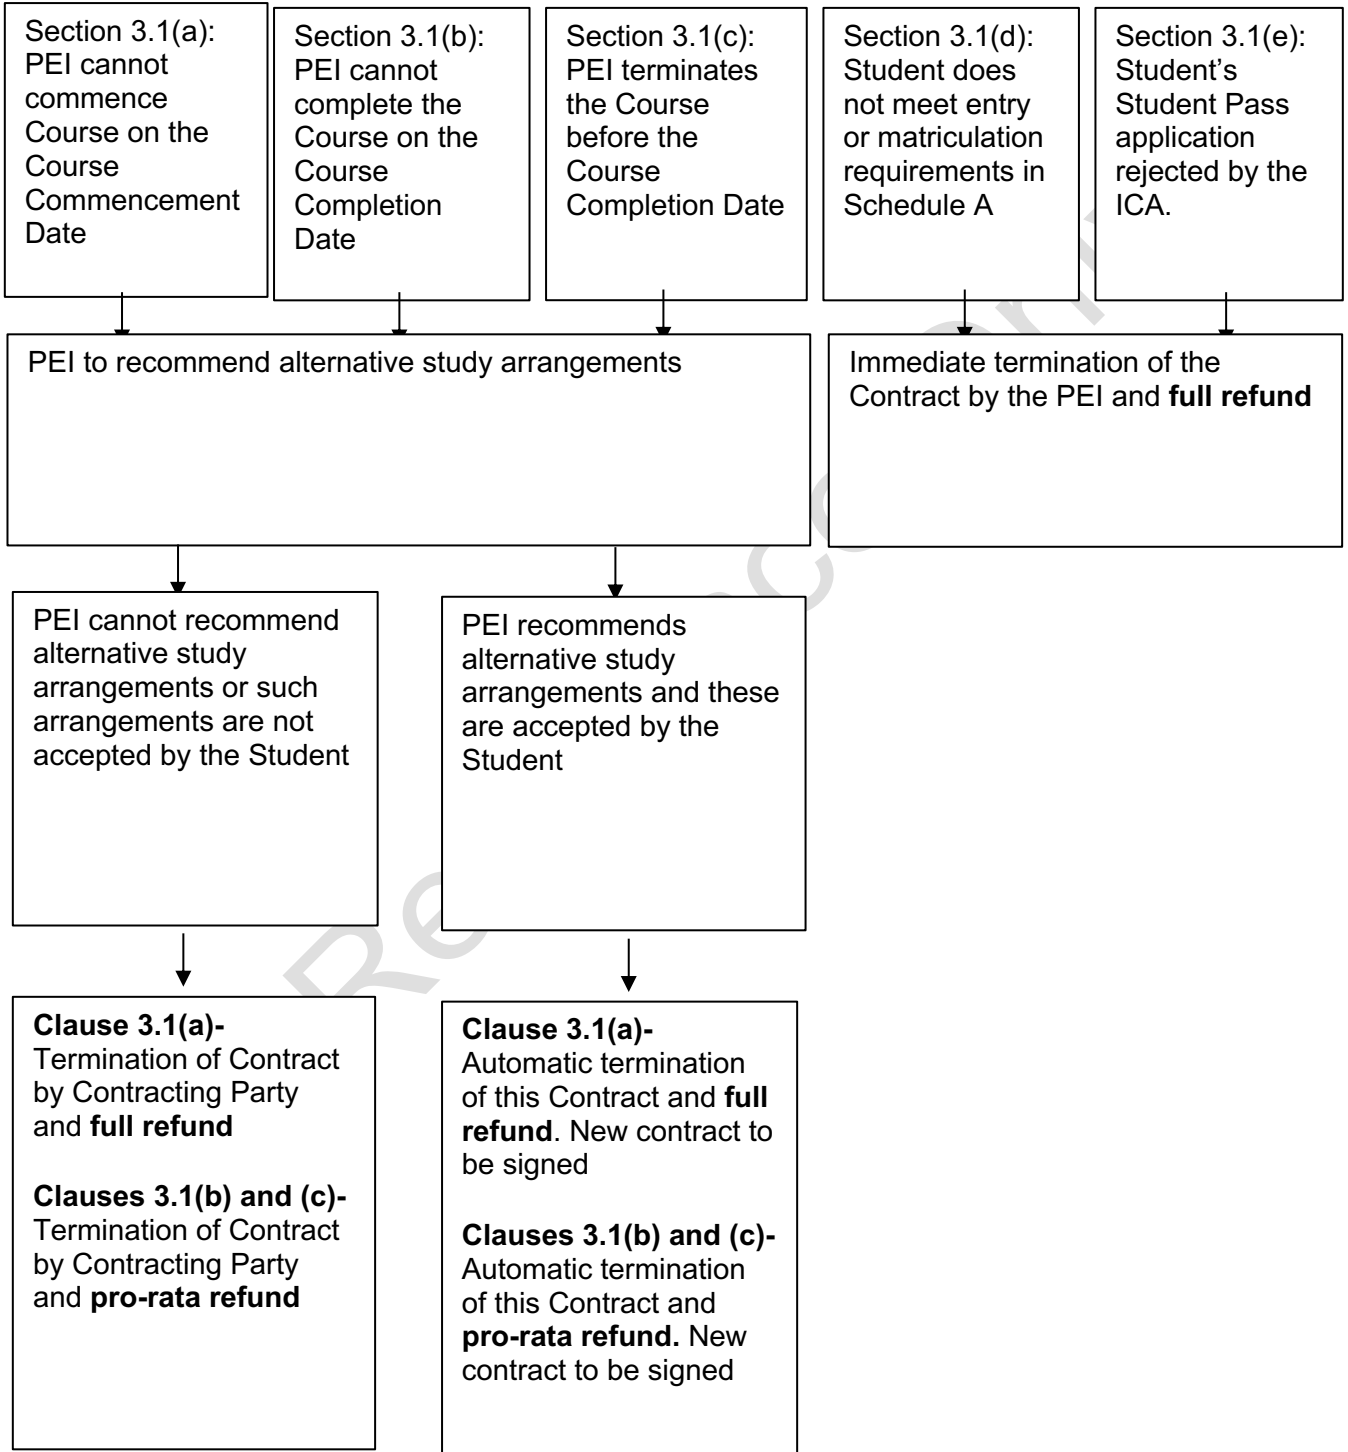 Section 3.1(a):
PEI cannot
commence
Course on the
Course
Commencement
Date
Section 3.1(b):
PEI cannot
complete the
Course on the
Course
Completion
Date
Section 3.1(c):
PEI terminates
the Course
before the
Course
Completion Date
Section 3.1(d):
Student does
not meet entry
or matriculation
requirements in
Schedule A
Section 3.1(e):
Student’s
Student Pass
application
rejected by the
ICA.
PEI to recommend alternative study arrangements
Immediate termination of the
Contract by the PEI and full refund
PEI cannot recommend
alternative study
arrangements or such
arrangements are not
accepted by the Student
PEI recommends
alternative study
arrangements and these
are accepted by the
Student
Clause 3.1(a)-
Termination of Contract
by Contracting Party
and full refund
Clauses 3.1(b) and (c)-
Termination of Contract
by Contracting Party
and pro-rata refund
Clause 3.1(a)-
Automatic termination
of this Contract and full
refund. New contract to
be signed
Clauses 3.1(b) and (c)-
Automatic termination
of this Contract and
pro-rata refund. New
contract to be signed